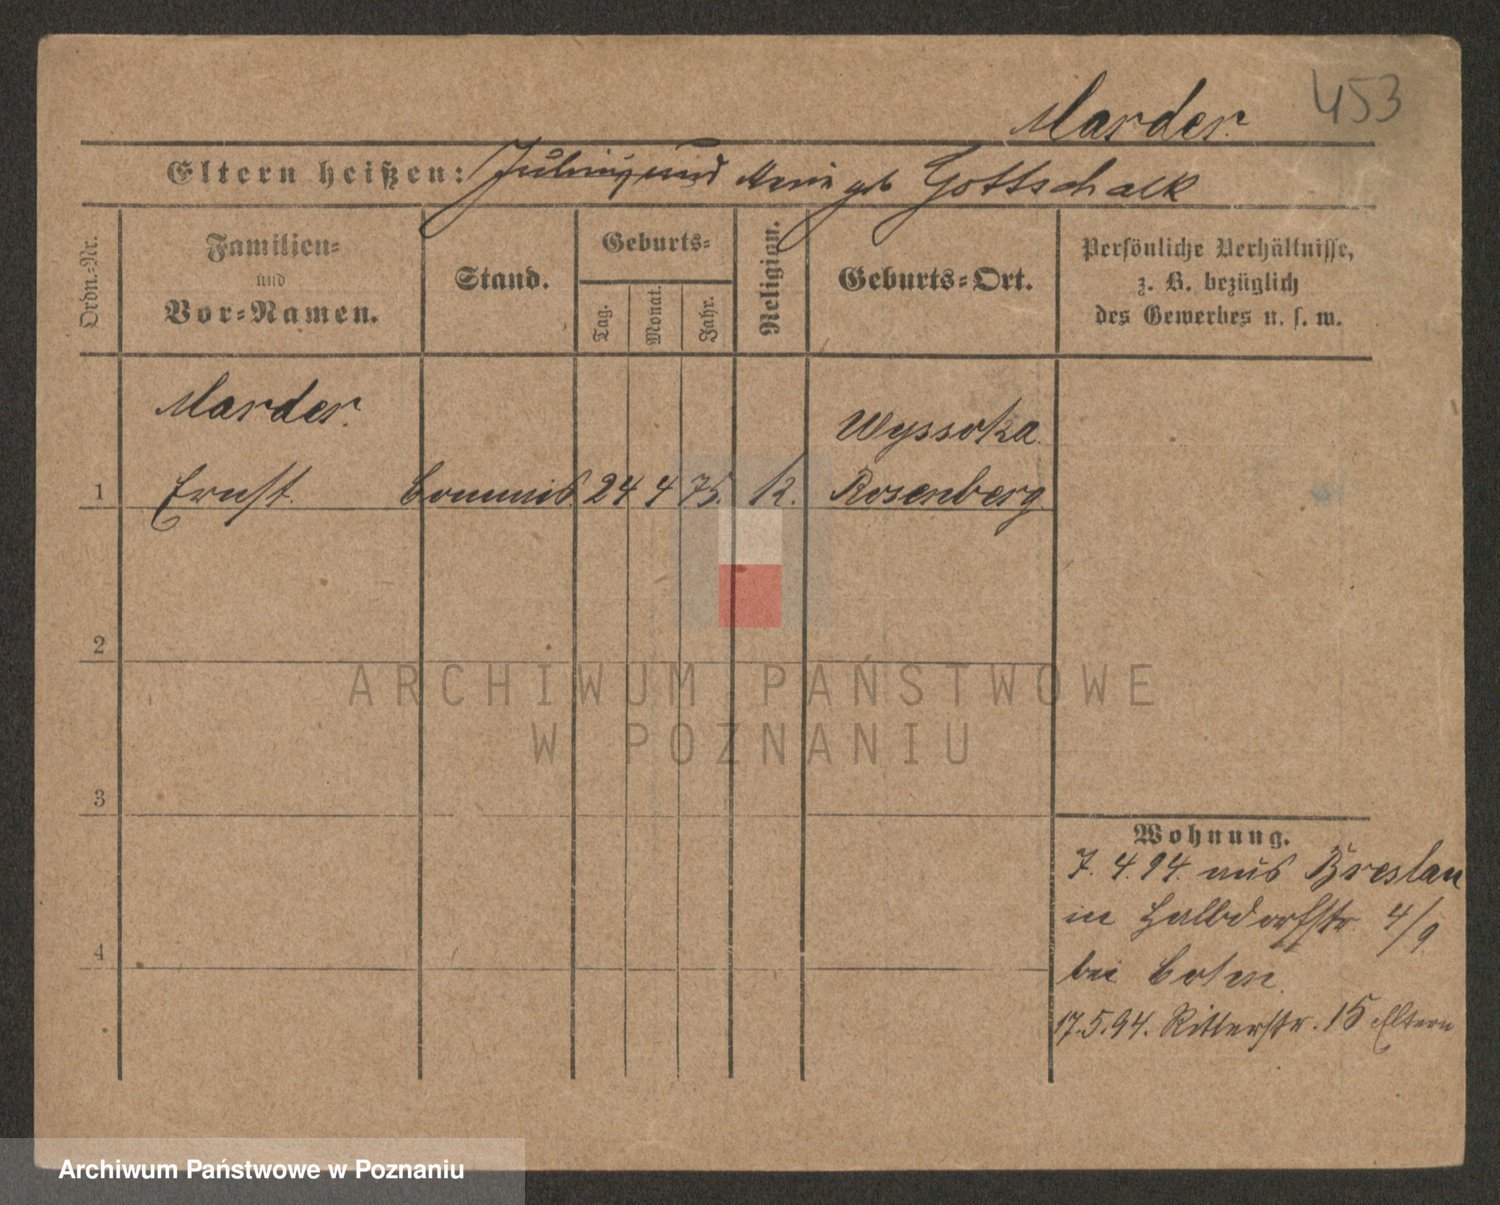 453
Marder.
Eltern heißen: Julius und geb Gottschalk
Ordn.-Nr.
Familien-
und
Vor-Namen.
Stand.
Geburts-
Tag.
Monat.
Jahr.
Religion.
Geburts-Ort.
Persönliche Verhältnisse,
z. B. bezüglich
des Gewerbes u. s. w.
Marder.
Wyssoka
1 Ernst. Commis. 24 4 75. K. Rosenberg.
2
3
4
Wohnung.
7. 4. 94. aus Breslau
in Halbdorfstr. 4/9
bei
17.5.94. Ritterstr. 15 Eltern
ARCHIWUM PAŃSTWOWE
W POZNANIU
Archiwum Państwowe w Poznaniu